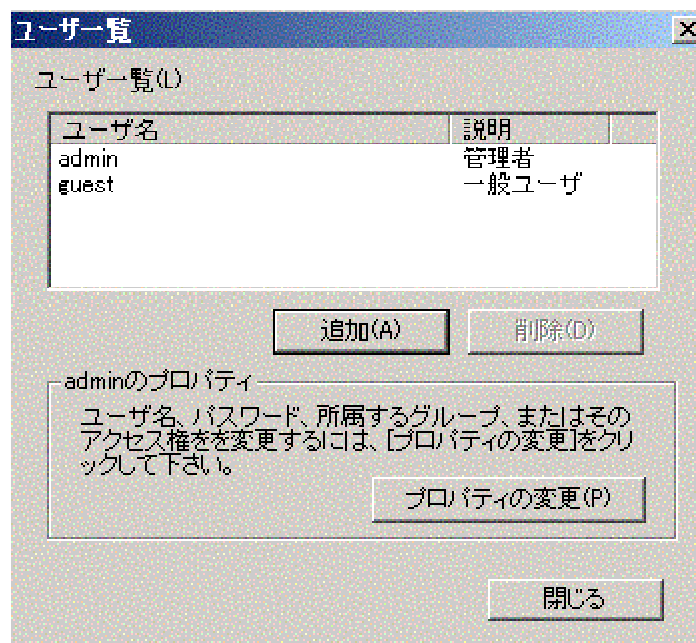 ユーザ一覧
ユーザ一覧(L)
ユーザ名 説明
admin 管理者
guest 一般ユーザ
追加(A) 削除(D)
adminのプロパティ
ユーザ名、パスワード、所属するグループ、またはその
アクセス権をを変更するには、[プロパティの変更]をクリ
ックして下さい。
プロパティの変更(P)
閉じる